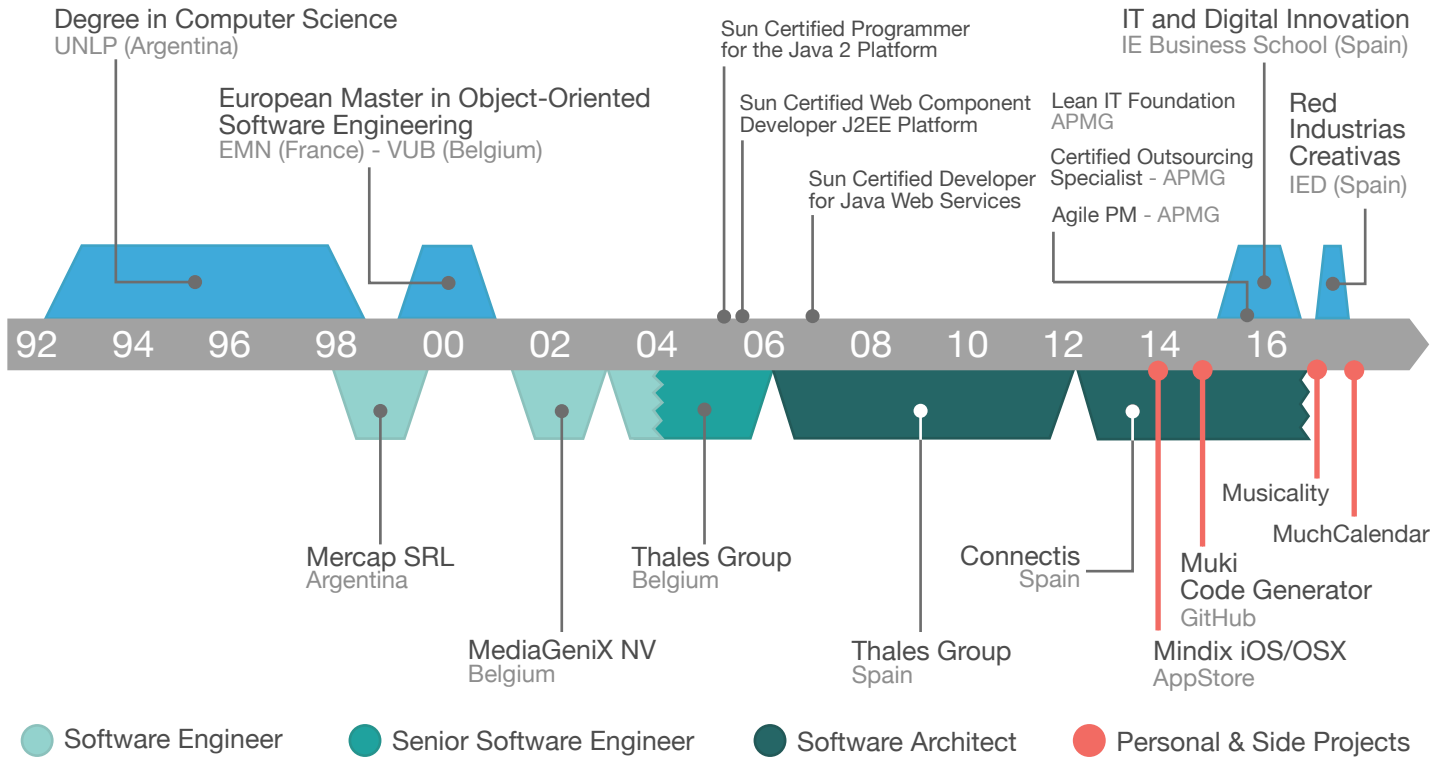 Degree in Computer Science
UNLP (Argentina)
European Master in Object-Oriented
Software Engineering
EMN (France) - VUB (Belgium)
Sun Certified Programmer
for the Java 2 Platform
Sun Certified Web Component
Developer J2EE Platform
Sun Certified Developer
for Java Web Services
Lean IT Foundation
APMG
Certified Outsourcing
Specialist - APMG
Agile PM - APMG
IT and Digital Innovation
IE Business School (Spain)
Red
Industrias
Creativas
IED (Spain)
92 94 96 98 00 02 04 06 08 10 12 14 16
Mercap SRL
Argentina
MediaGeniX NV
Belgium
Thales Group
Belgium
Thales Group
Spain
Connectis
Spain
Mindix iOS/OSX
AppStore
Muki
Code Generator
GitHub
Musicality
MuchCalendar
Software Engineer
Senior Software Engineer
Software Architect
Personal & Side Projects